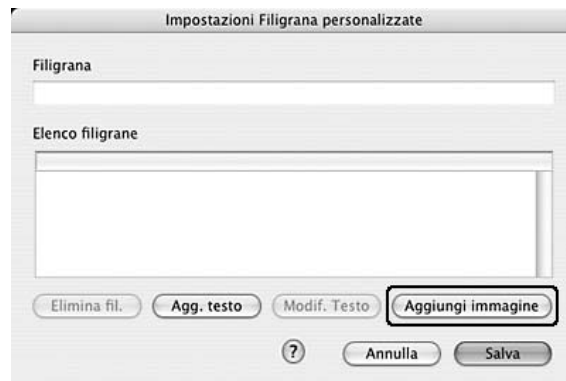 Impostazioni Filigrana personalizzate
Filigrana
Elenco filigrane
Elimina fil. Agg. testo Modif. Testo Aggiungi immagine
? Annulla Salva